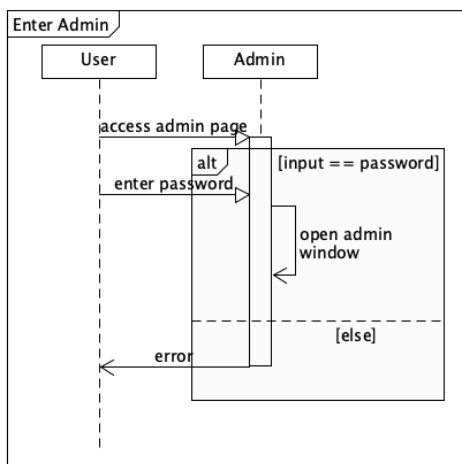 Enter Admin
User
Admin
access admin page
alt
[input == password]
enter password
open admin
window
[else]
error